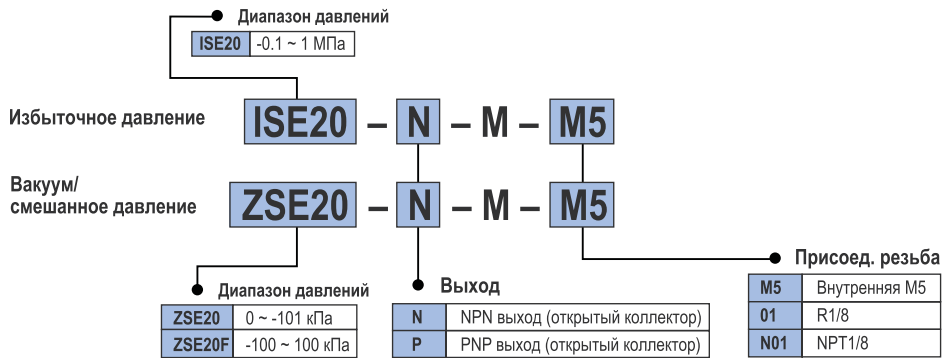 Диапазон давлений
ISE20 -0.1 ~ 1 МПа
Избыточное давление ISE20 – N – M – M5
Вакуум/
смешанное давление ZSE20 – N – M – M5
Диапазон давлений
ZSE20 0 ~ -101 кПа
ZSE20F -100 ~ 100 кПа
Выход
N NPN выход (открытый коллектор)
P PNP выход (открытый коллектор)
Присоед. резьба
M5 Внутренняя М5
01 R1/8
N01 NPT1/8